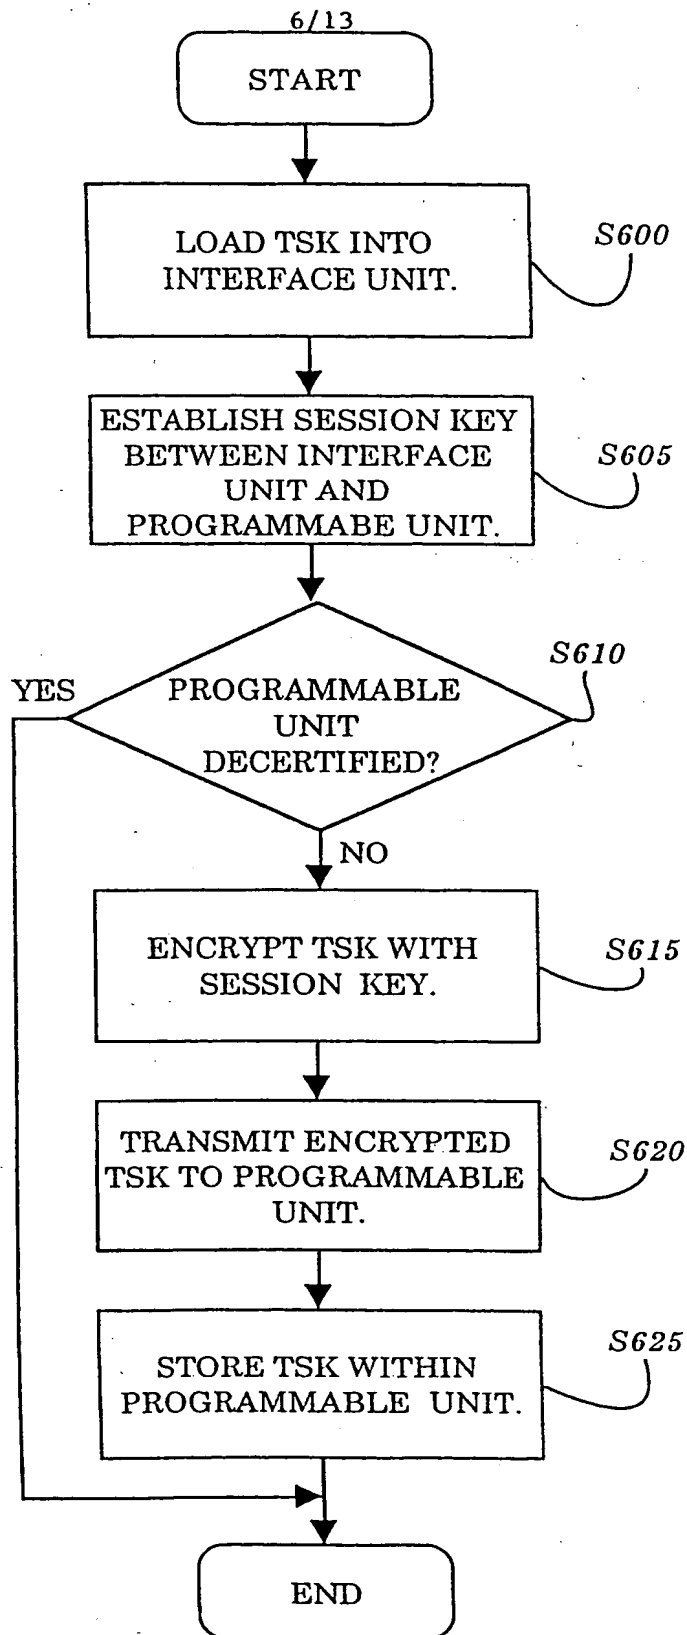 6/13
START
LOAD TSK INTO
INTERFACE UNIT.
S600
ESTABLISH SESSION KEY
BETWEEN INTERFACE
UNIT AND
PROGRAMMABE UNIT.
S605
PROGRAMMABLE
UNIT
DECERTIFIED?
S610
YES
NO
ENCRYPT TSK WITH
SESSION KEY.
S615
TRANSMIT ENCRYPTED
TSK TO PROGRAMMABLE
UNIT.
S620
STORE TSK WITHIN
PROGRAMMABLE UNIT.
S625
END